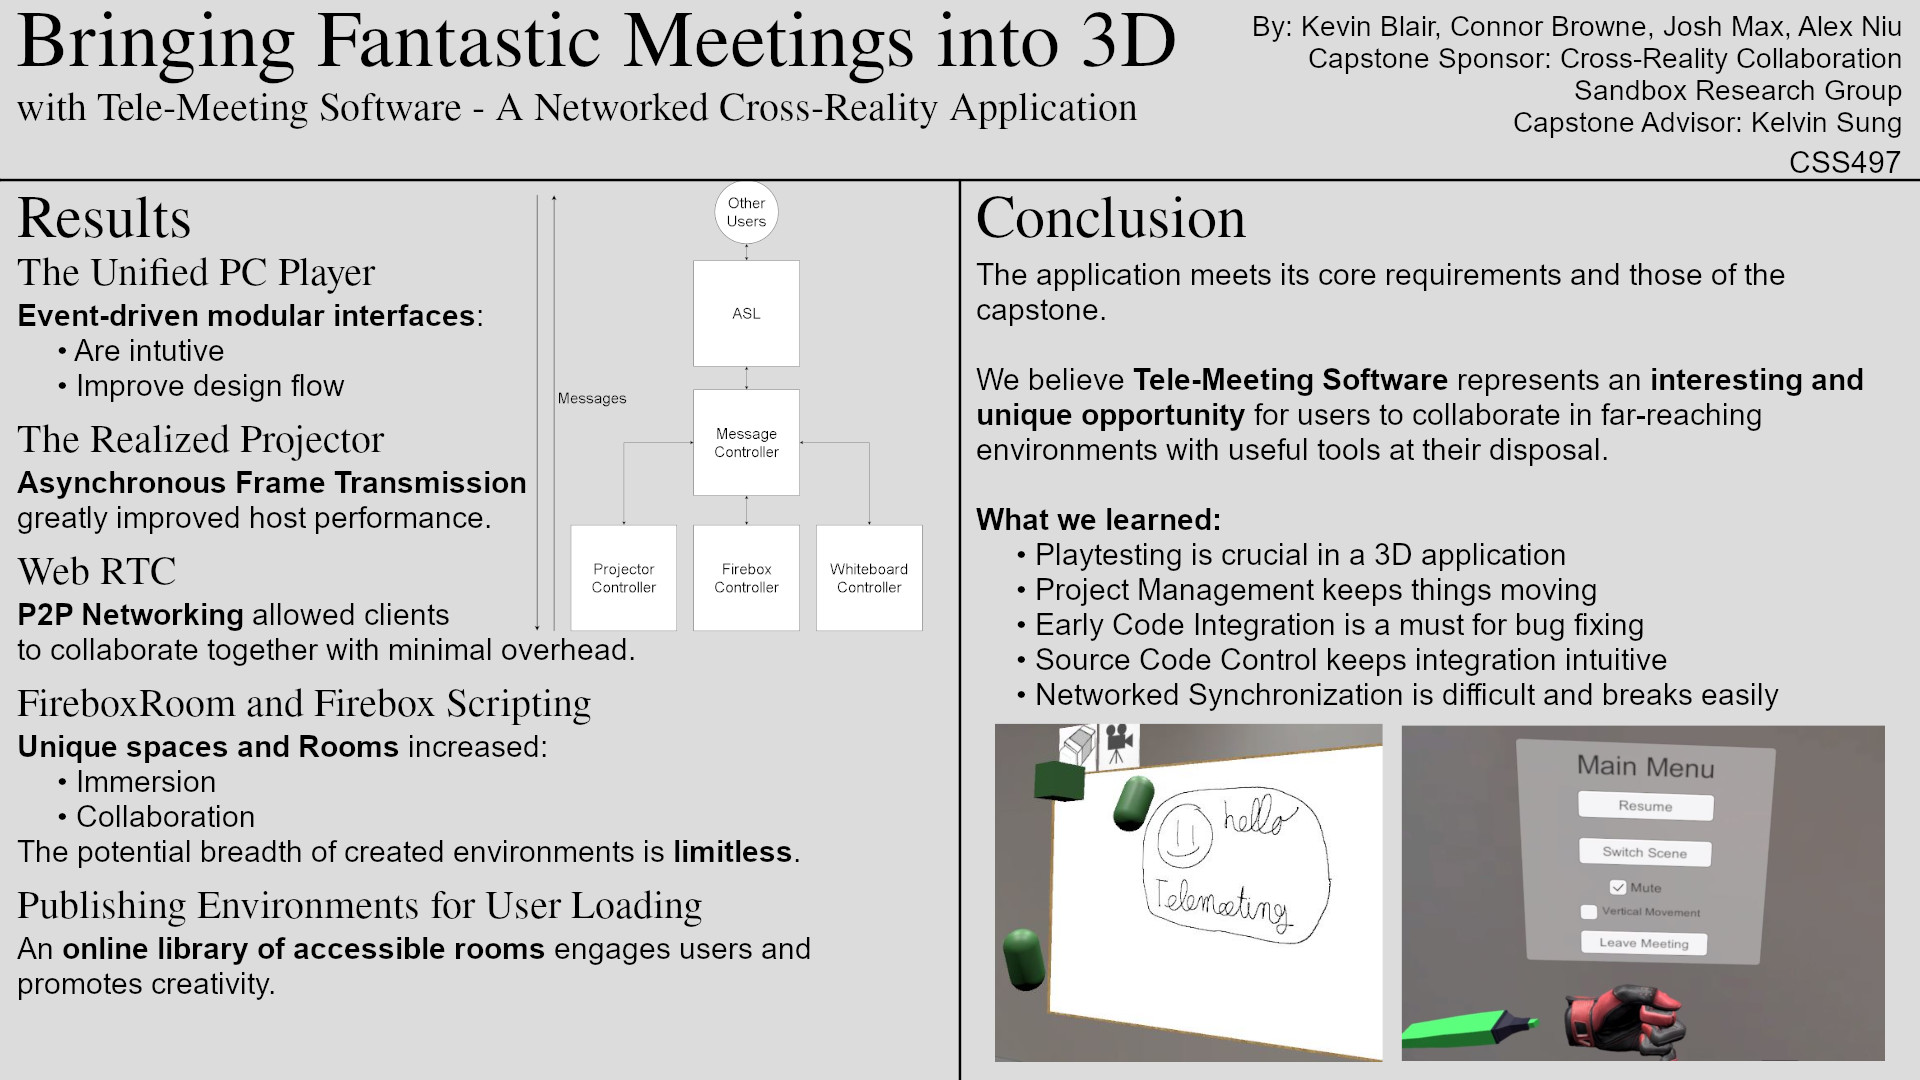 Bringing Fantastic Meetings into 3D
with Tele-Meeting Software - A Networked Cross-Reality Application
By: Kevin Blair, Connor Browne, Josh Max, Alex Niu
Capstone Sponsor: Cross-Reality Collaboration
Sandbox Research Group
Capstone Advisor: Kelvin Sung
CSS497
Results
The Unified PC Player
Event-driven modular interfaces:
• Are intutive
• Improve design flow
The Realized Projector
Asynchronous Frame Transmission
greatly improved host performance.
Web RTC
P2P Networking allowed clients
to collaborate together with minimal overhead.
FireboxRoom and Firebox Scripting
Unique spaces and Rooms increased:
• Immersion
• Collaboration
The potential breadth of created environments is limitless.
Publishing Environments for User Loading
An online library of accessible rooms engages users and
promotes creativity.
Other
Users
ASL
Messages
Message
Controller
Projector
Controller
Firebox
Controller
Whiteboard
Controller
Conclusion
The application meets its core requirements and those of the
capstone.
We believe Tele-Meeting Software represents an interesting and
unique opportunity for users to collaborate in far-reaching
environments with useful tools at their disposal.
What we learned:
• Playtesting is crucial in a 3D application
• Project Management keeps things moving
• Early Code Integration is a must for bug fixing
• Source Code Control keeps integration intuitive
• Networked Synchronization is difficult and breaks easily
hello
Telemeeting
Main Menu
Resume
Switch Scene
Mute
Vertical Movement
Leave Meeting